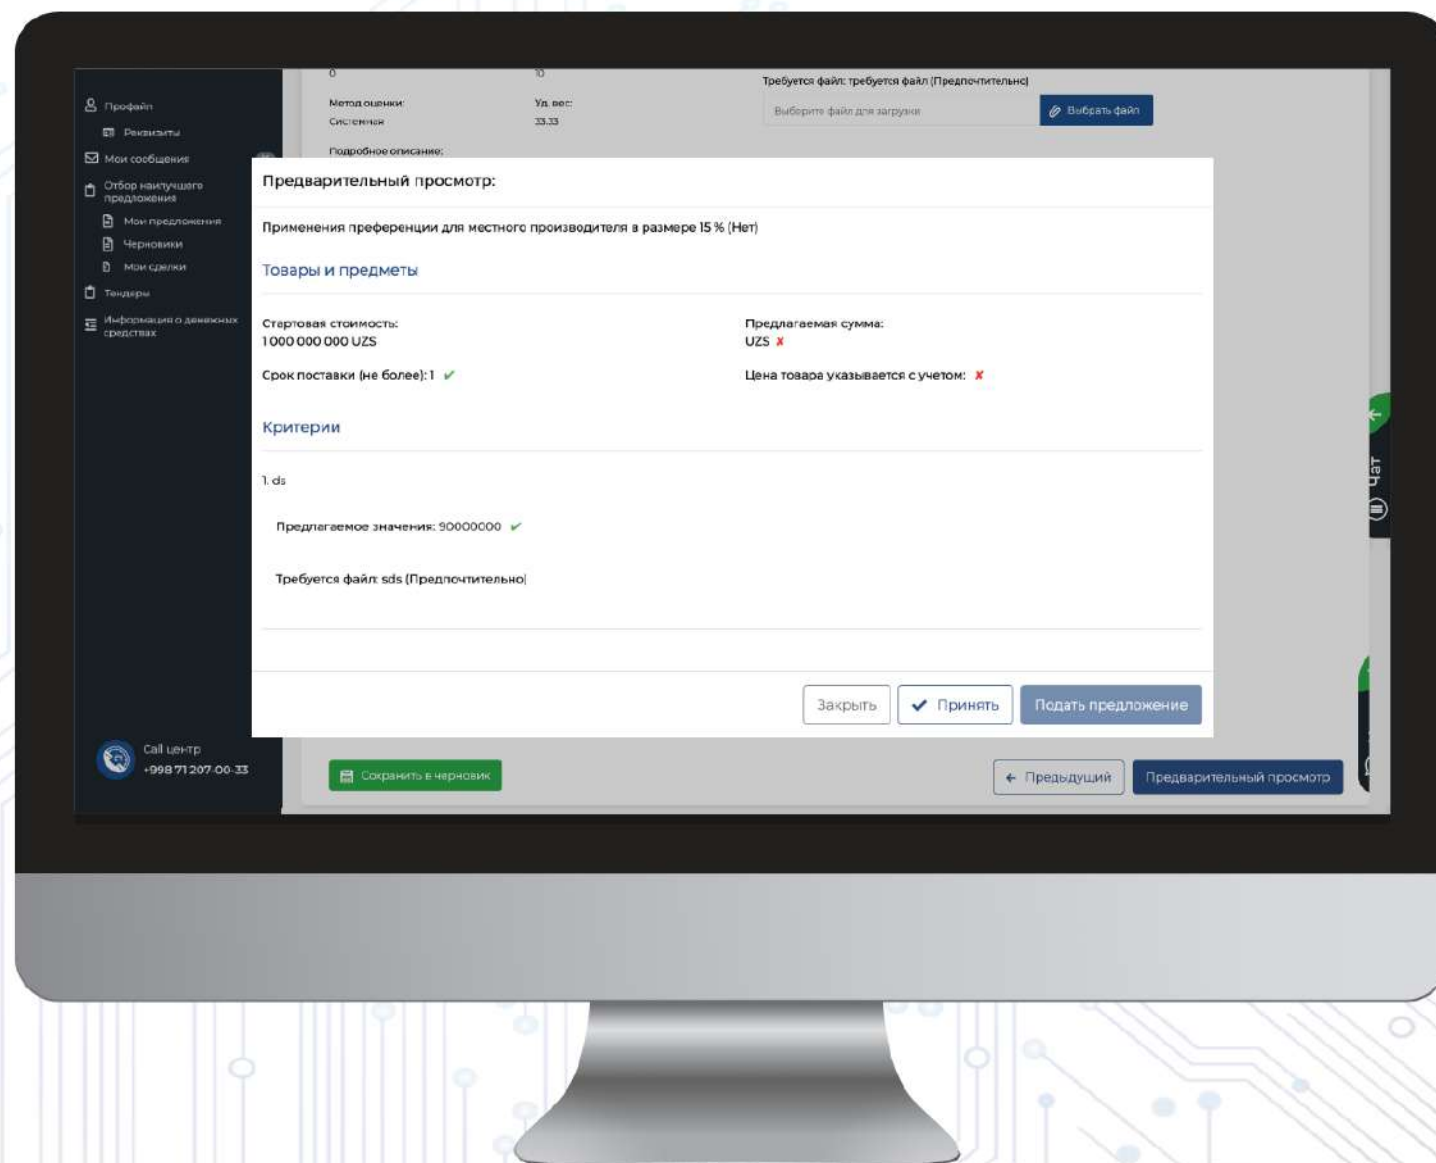 Профайл
Реквизиты
Мои сообщения
Отбор наилучшего
предложения
Мои предложения
Черновики
Мои сделки
Тендеры
Информация о денежных
средствах
Call центр
+998 71 207-00-33
0
10
Метод оценки:
Уд. вес:
Системная
33.33
Подробное описание:
Требуется файл: требуется файл (Предпочтительно)
Выберите файл для загрузки
Выбрать файл
Предварительный просмотр:
Применения преференции для местного производителя в размере 15 % (Нет)
Товары и предметы
Стартовая стоимость:
1 000 000 000 UZS
Предлагаемая сумма:
UZS ✘
Срок поставки (не более): 1 ✔
Цена товара указывается с учетом: ✘
Критерии
1. ds
Предлагаемое значения: 90000000 ✔
Требуется файл: sds (Предпочтительно)
Закрыть
✔ Принять
Подать предложение
Сохранить в черновик
← Предыдущий
Предварительный просмотр
Чат